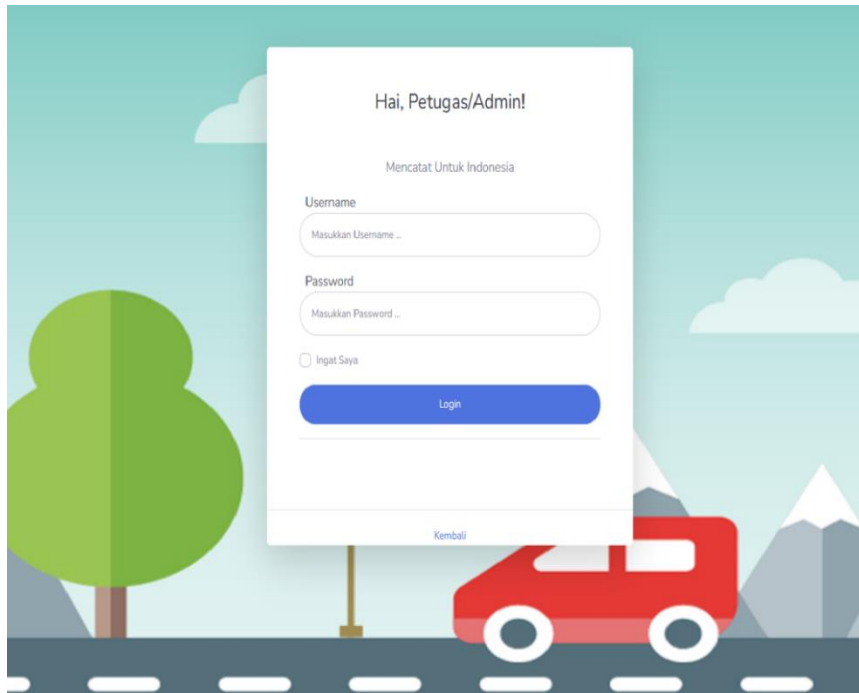 Hai, Petugas/Admin!
Mencatat Untuk Indonesia
Username
Masukkan Username ...
Password
Masukkan Password ...
Ingat Saya
Login
Kembali